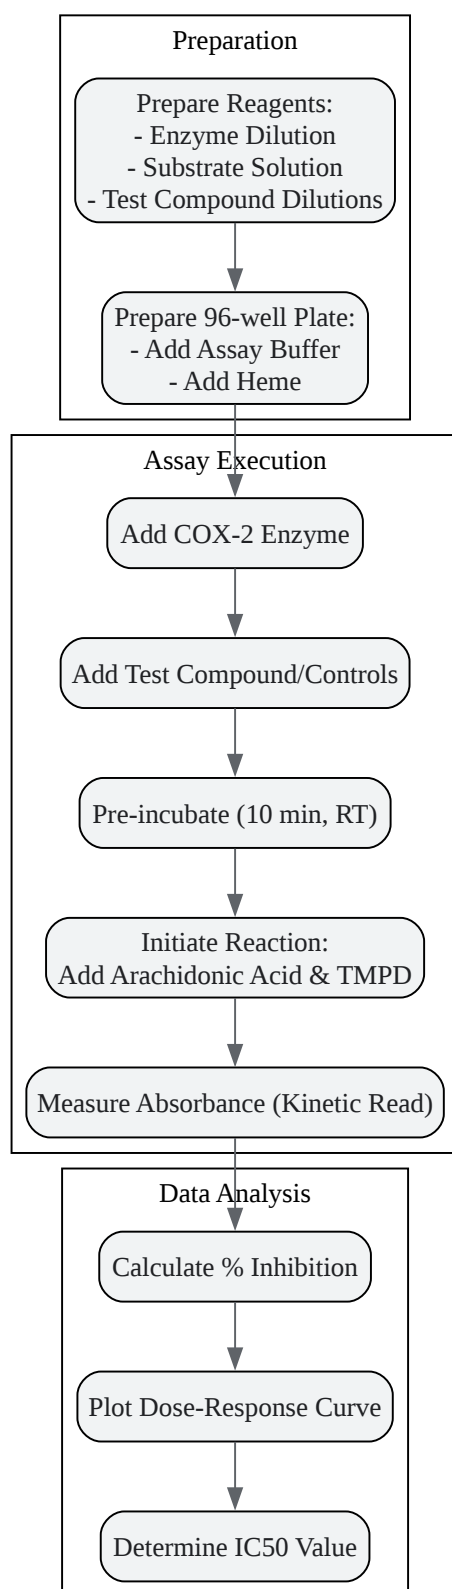 Preparation
Prepare Reagents:
- Enzyme Dilution
- Substrate Solution
- Test Compound Dilutions
Prepare 96-well Plate:
- Add Assay Buffer
- Add Heme
Assay Execution
Add COX-2 Enzyme
Add Test Compound/Controls
Pre-incubate (10 min, RT)
Initiate Reaction:
Add Arachidonic Acid & TMPD
Measure Absorbance (Kinetic Read)
Data Analysis
Calculate % Inhibition
Plot Dose-Response Curve
Determine IC50 Value